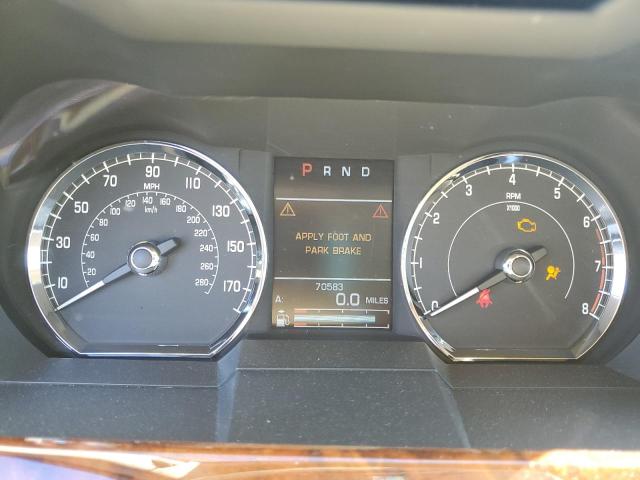 P R N D
APPLY FOOT AND
PARK BRAKE
70583
A: 0.0 MILES
10 30 50 70 90 110 130 150 170
MPH
20 40 60 80 100 120 140 160 180 200 220 240 260 280
km/h
0 1 2 3 4 5 6 7 8
RPM
X1000